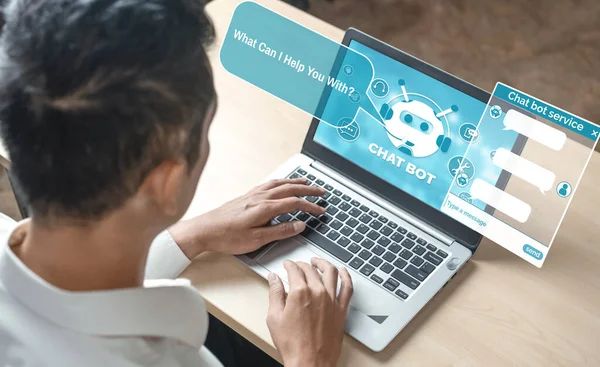 What Can I Help You With?
CHAT BOT
Chat bot service
x
Type a message
send